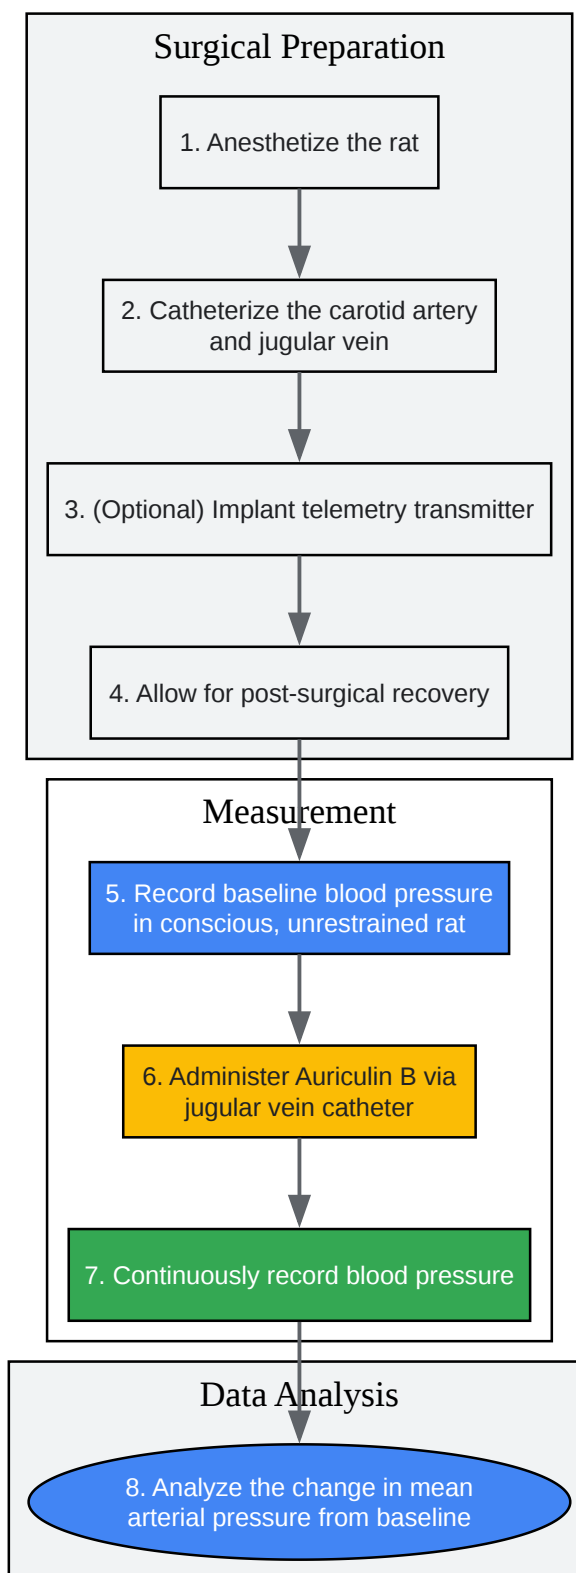 Surgical Preparation
1. Anesthetize the rat
2. Catheterize the carotid artery
and jugular vein
3. (Optional) Implant telemetry transmitter
4. Allow for post-surgical recovery
Measurement
5. Record baseline blood pressure
in conscious, unrestrained rat
6. Administer Auriculin B via
jugular vein catheter
7. Continuously record blood pressure
Data Analysis
8. Analyze the change in mean
arterial pressure from baseline